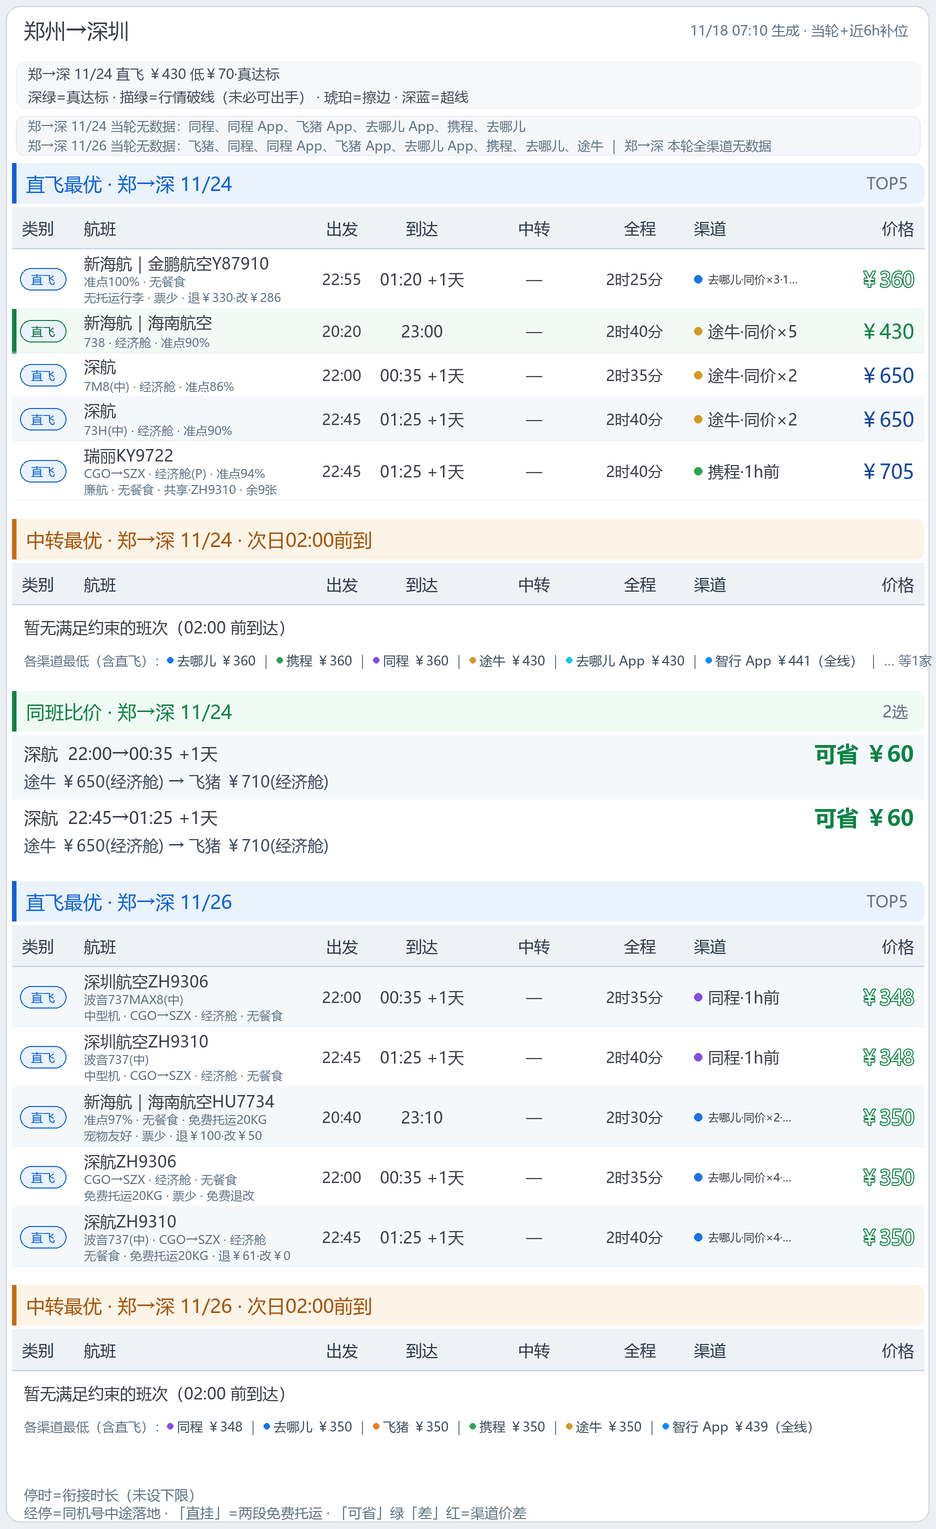 郑州→深圳
11/18 07:10 生成 · 当轮+近6h补位
郑→深 11/24 直飞 ¥430 低¥70·真达标
深绿=真达标 · 描绿=行情破线（未必可出手） · 琥珀=擦边 · 深蓝=超线
郑→深 11/24 当轮无数据：同程、同程 App、飞猪 App、去哪儿 App、携程、去哪儿
郑→深 11/26 当轮无数据：飞猪、同程、同程 App、飞猪 App、去哪儿 App、携程、去哪儿、途牛 | 郑→深 本轮全渠道无数据
直飞最优 · 郑→深 11/24 TOP5
类别 航班 出发 到达 中转 全程 渠道 价格
直飞 新海航｜金鹏航空Y87910 22:55 01:20 +1天 — 2时25分 去哪儿·同价×3·1... ¥360
准点100% · 无餐食
无托运行李 · 票少 · 退¥330·改¥286
直飞 新海航｜海南航空 20:20 23:00 — 2时40分 途牛·同价×5 ¥430
738 · 经济舱 · 准点90%
直飞 深航 22:00 00:35 +1天 — 2时35分 途牛·同价×2 ¥650
7M8(中) · 经济舱 · 准点86%
直飞 深航 22:45 01:25 +1天 — 2时40分 途牛·同价×2 ¥650
73H(中) · 经济舱 · 准点90%
直飞 瑞丽KY9722 22:45 01:25 +1天 — 2时40分 携程·1h前 ¥705
CGO→SZX · 经济舱(P) · 准点94%
廉航 · 无餐食 · 共享·ZH9310 · 余9张
中转最优 · 郑→深 11/24 · 次日02:00前到
类别 航班 出发 到达 中转 全程 渠道 价格
暂无满足约束的班次（02:00 前到达）
各渠道最低（含直飞）: 去哪儿 ¥360 | 携程 ¥360 | 同程 ¥360 | 途牛 ¥430 | 去哪儿 App ¥430 | 智行 App ¥441（全线） | ... 等1家
同班比价 · 郑→深 11/24 2选
深航 22:00→00:35 +1天 可省 ¥60
途牛 ¥650(经济舱) → 飞猪 ¥710(经济舱)
深航 22:45→01:25 +1天 可省 ¥60
途牛 ¥650(经济舱) → 飞猪 ¥710(经济舱)
直飞最优 · 郑→深 11/26 TOP5
类别 航班 出发 到达 中转 全程 渠道 价格
直飞 深圳航空ZH9306 22:00 00:35 +1天 — 2时35分 同程·1h前 ¥348
波音737MAX8(中)
中型机 · CGO→SZX · 经济舱 · 无餐食
直飞 深圳航空ZH9310 22:45 01:25 +1天 — 2时40分 同程·1h前 ¥348
波音737(中)
中型机 · CGO→SZX · 经济舱 · 无餐食
直飞 新海航｜海南航空HU7734 20:40 23:10 — 2时30分 去哪儿·同价×2·... ¥350
准点97% · 无餐食 · 免费托运20KG
宠物友好 · 票少 · 退¥100·改¥50
直飞 深航ZH9306 22:00 00:35 +1天 — 2时35分 去哪儿·同价×4·... ¥350
CGO→SZX · 经济舱 · 无餐食
免费托运20KG · 票少 · 免费退改
直飞 深航ZH9310 22:45 01:25 +1天 — 2时40分 去哪儿·同价×4·... ¥350
波音737(中) · CGO→SZX · 经济舱
无餐食 · 免费托运20KG · 退¥61·改¥0
中转最优 · 郑→深 11/26 · 次日02:00前到
类别 航班 出发 到达 中转 全程 渠道 价格
暂无满足约束的班次（02:00 前到达）
各渠道最低（含直飞）: 同程 ¥348 | 去哪儿 ¥350 | 飞猪 ¥350 | 携程 ¥350 | 途牛 ¥350 | 智行 App ¥439（全线）
停时=衔接时长（未设下限）
经停=同机号中途落地 · 「直挂」=两段免费托运 · 「可省」绿「差」红=渠道价差